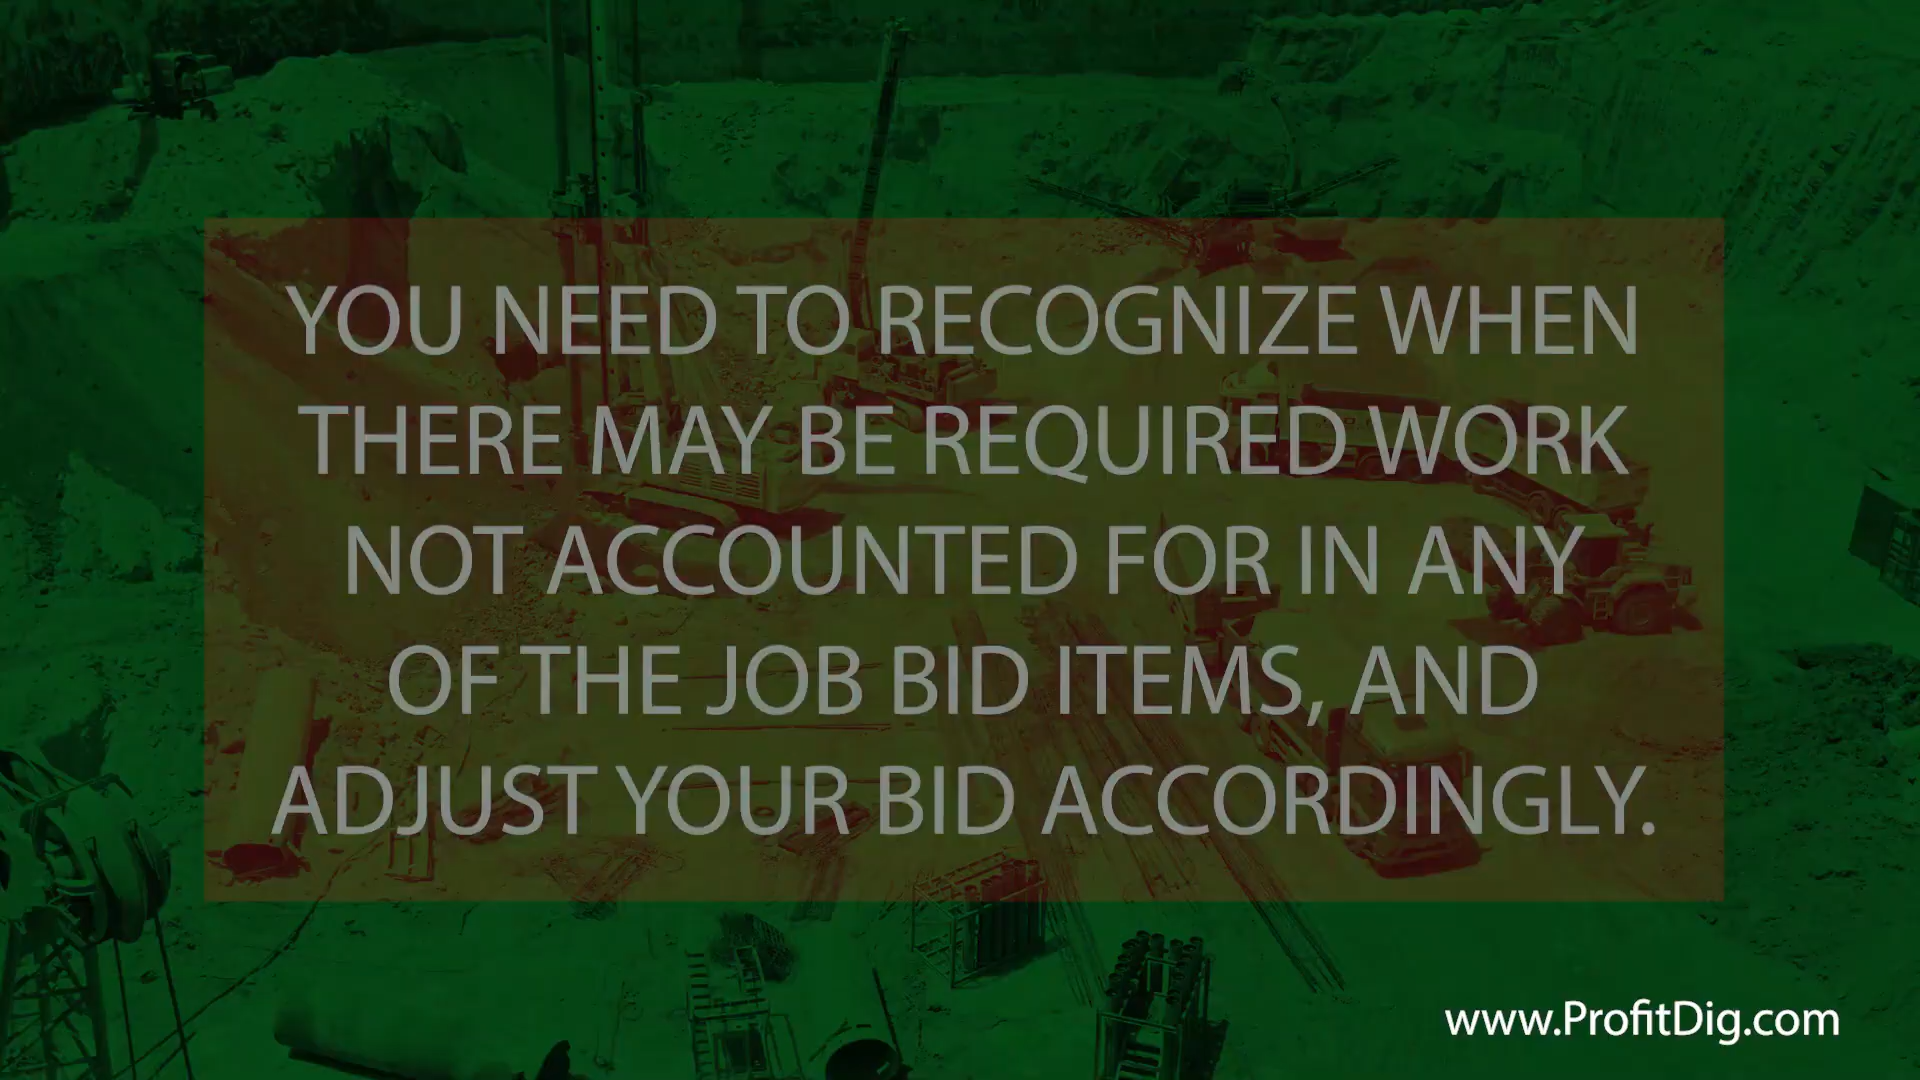 YOU NEED TO RECOGNIZE WHEN
THERE MAY BE REQUIRED WORK
NOT ACCOUNTED FOR IN ANY
OF THE JOB BID ITEMS, AND
ADJUST YOUR BID ACCORDINGLY.
www.ProfitDig.com